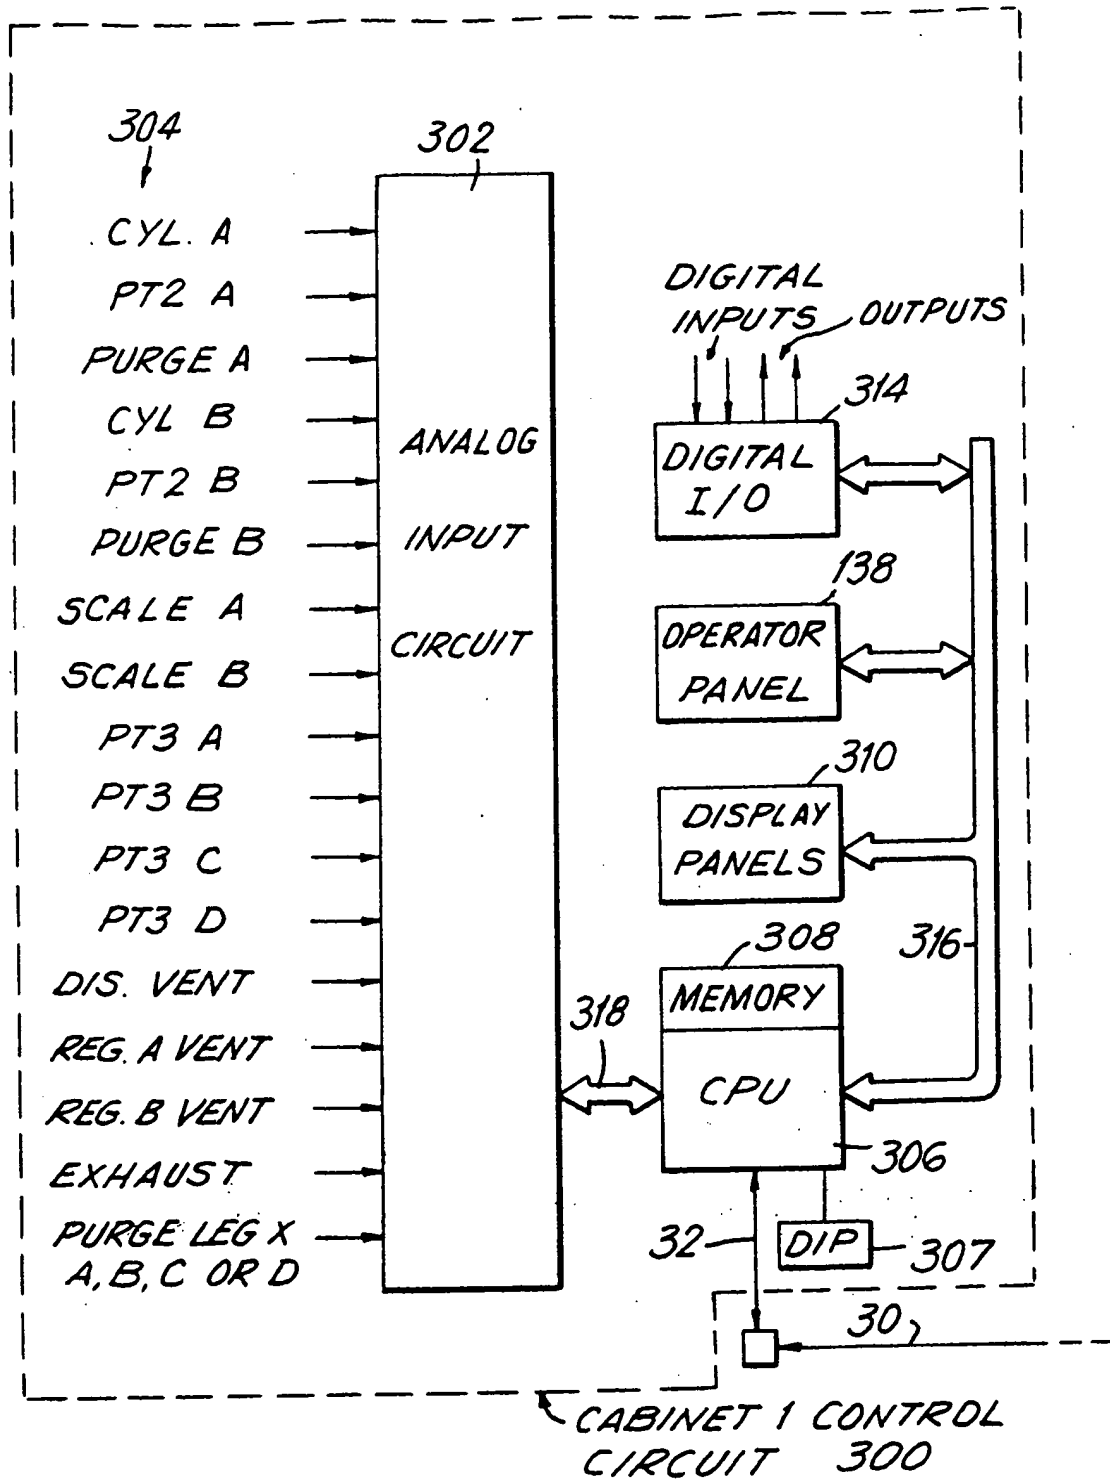 304
302
CYL. A
PT2 A
PURGE A
CYL B
PT2 B
PURGE B
SCALE A
SCALE B
PT3 A
PT3 B
PT3 C
PT3 D
DIS. VENT
REG. A VENT
REG. B VENT
EXHAUST
PURGE LEG X
A, B, C OR D
ANALOG
INPUT
CIRCUIT
DIGITAL
INPUTS
OUTPUTS
314
DIGITAL
I/O
138
OPERATOR
PANEL
310
DISPLAY
PANELS
316
308
MEMORY
318
CPU
306
32
DIP
307
30
CABINET 1 CONTROL
CIRCUIT 300